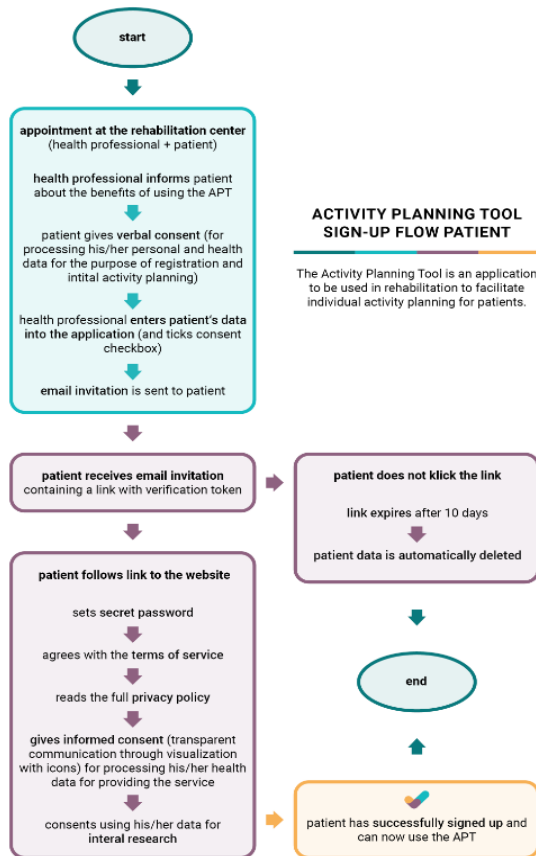 start
appointment at the rehabilitation center
(health professional + patient)
health professional informs patient
about the benefits of using the APT
patient gives verbal consent (for
processing his/her personal and health
data for the purpose of registration and
intital activity planning)
health professional enters patient's data
into the application (and ticks consent
checkbox)
email invitation is sent to patient
ACTIVITY PLANNING TOOL
SIGN-UP FLOW PATIENT
The Activity Planning Tool is an application
to be used in rehabilitation to facilitate
individual activity planning for patients.
patient receives email invitation
containing a link with verification token
patient does not klick the link
link expires after 10 days
patient data is automatically deleted
patient follows link to the website
sets secret password
agrees with the terms of service
reads the full privacy policy
gives informed consent (transparent
communication through visualization
with icons) for processing his/her health
data for providing the service
consents using his/her data for
interal research
end
patient has successfully signed up and
can now use the APT